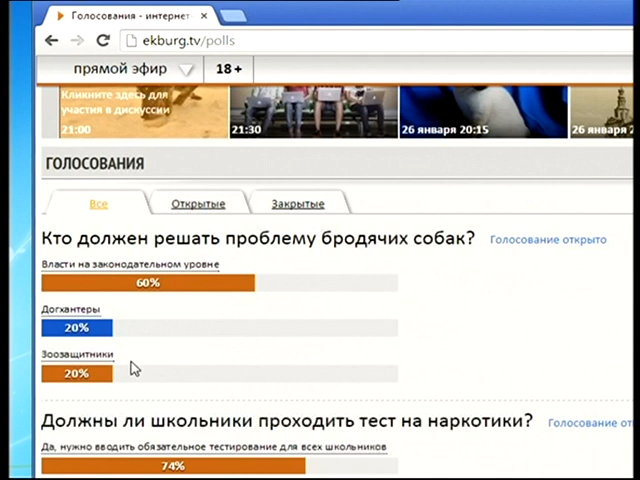 Голосования - интернет
ekburg.tv/polls
прямой эфир
18+
Кликните здесь для
участия в дискуссии
21:00
21:30
26 января 20:15
26 января
ГОЛОСОВАНИЯ
Все
Открытые
Закрытые
Кто должен решать проблему бродячих собак?
Голосование открыто
Власти на законодательном уровне
60%
Догхантеры
20%
Зоозащитники
20%
Должны ли школьники проходить тест на наркотики?
Голосование от
Да, нужно вводить обязательное тестирование для всех школьников
74%